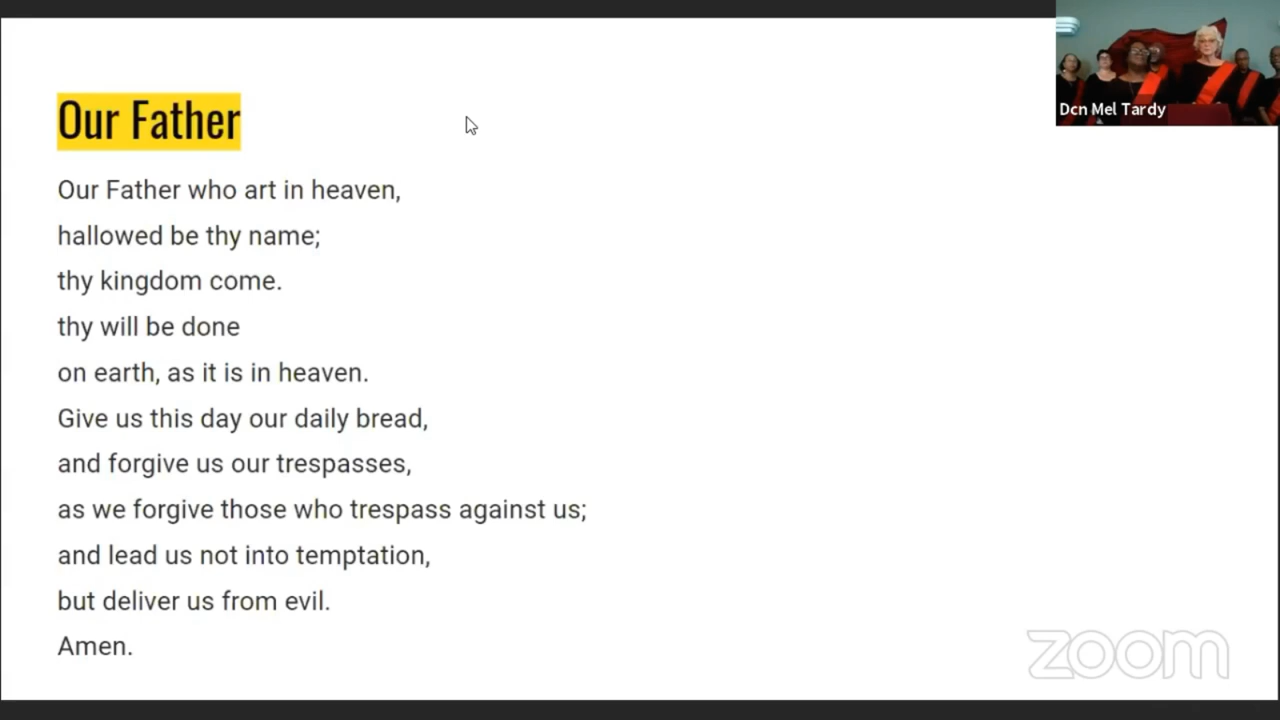 Our Father
Dcn Mel Tardy
Our Father who art in heaven,
hallowed be thy name;
thy kingdom come.
thy will be done
on earth, as it is in heaven.
Give us this day our daily bread,
and forgive us our trespasses,
as we forgive those who trespass against us;
and lead us not into temptation,
but deliver us from evil.
Amen.
zoom